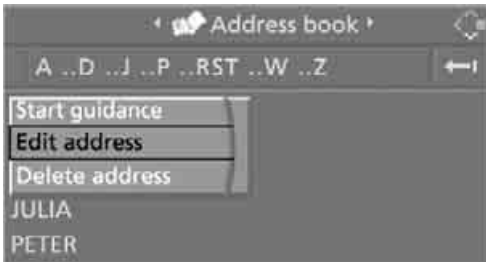 Address book
A ..D ..J ..P ..RST ..W ..Z
Start guidance
Edit address
Delete address
JULIA
PETER